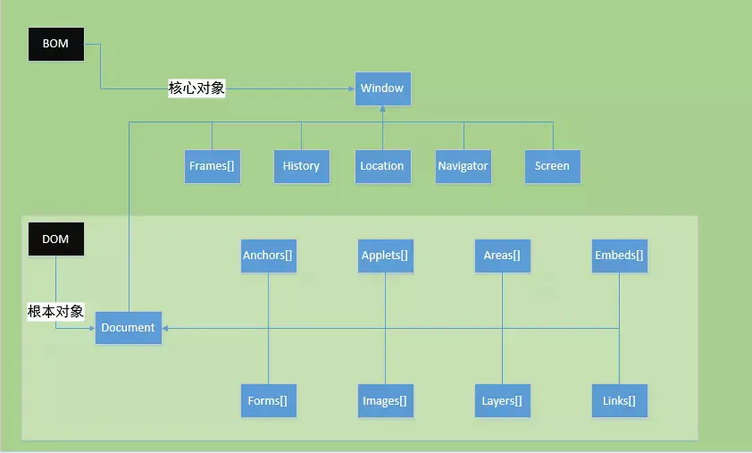 BOM
核心对象
Window
Frames[]
History
Location
Navigator
Screen
DOM
Anchors[]
Applets[]
Areas[]
Embeds[]
根本对象
Document
Forms[]
Images[]
Layers[]
Links[]